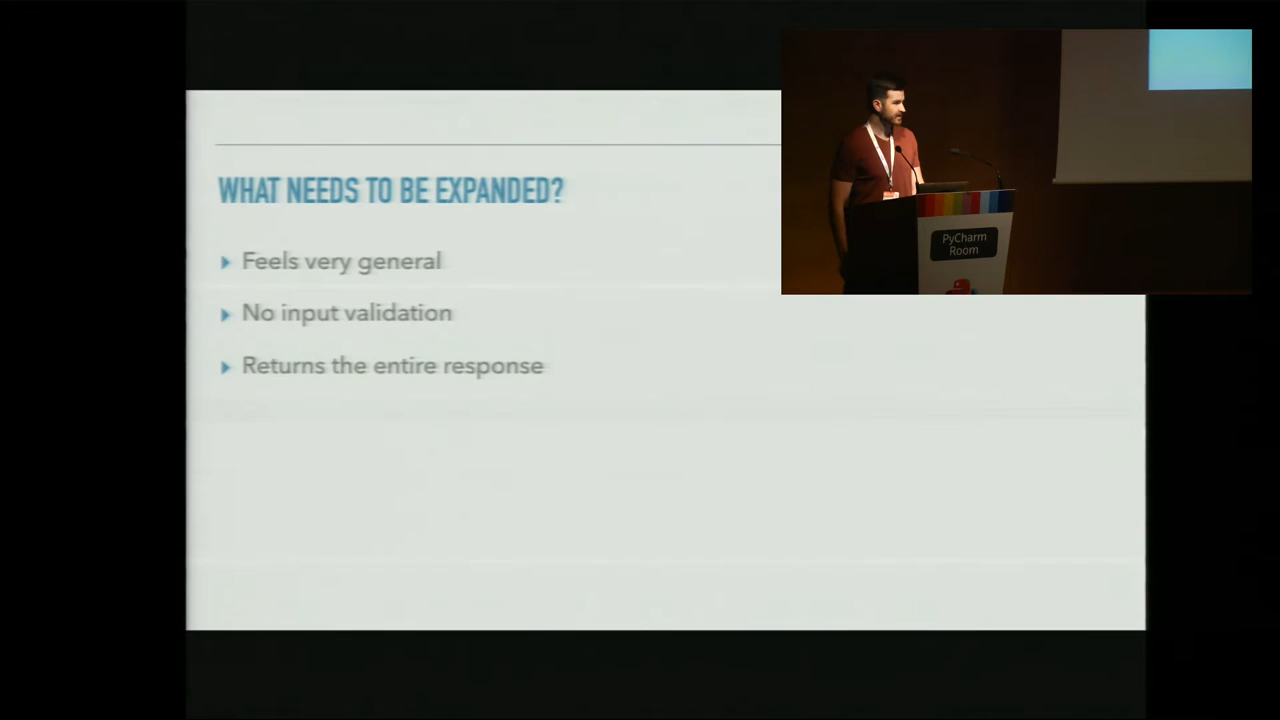 WHAT NEEDS TO BE EXPANDED?
Feels very general
No input validation
Returns the entire response
PyCharm
Room